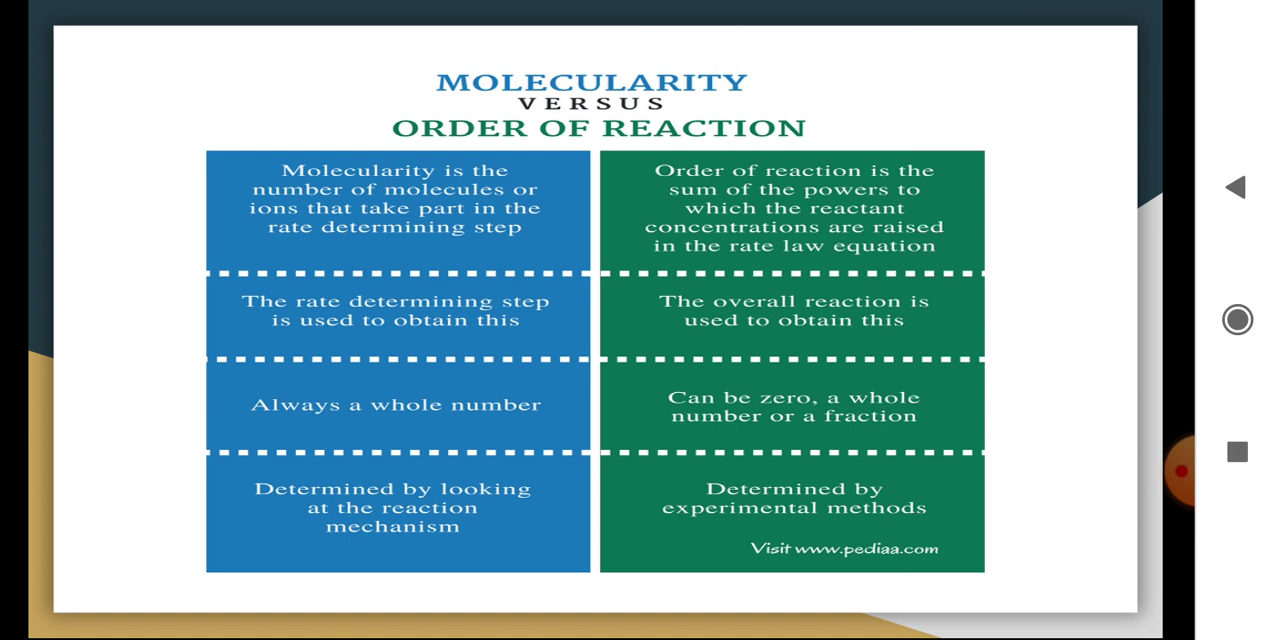 MOLECULARITY
VERSUS
ORDER OF REACTION
Molecularity is the
number of molecules or
ions that take part in the
rate determining step
Order of reaction is the
sum of the powers to
which the reactant
concentrations are raised
in the rate law equation
The rate determining step
is used to obtain this
The overall reaction is
used to obtain this
Always a whole number
Can be zero, a whole
number or a fraction
Determined by looking
at the reaction
mechanism
Determined by
experimental methods
Visit www.pediaa.com